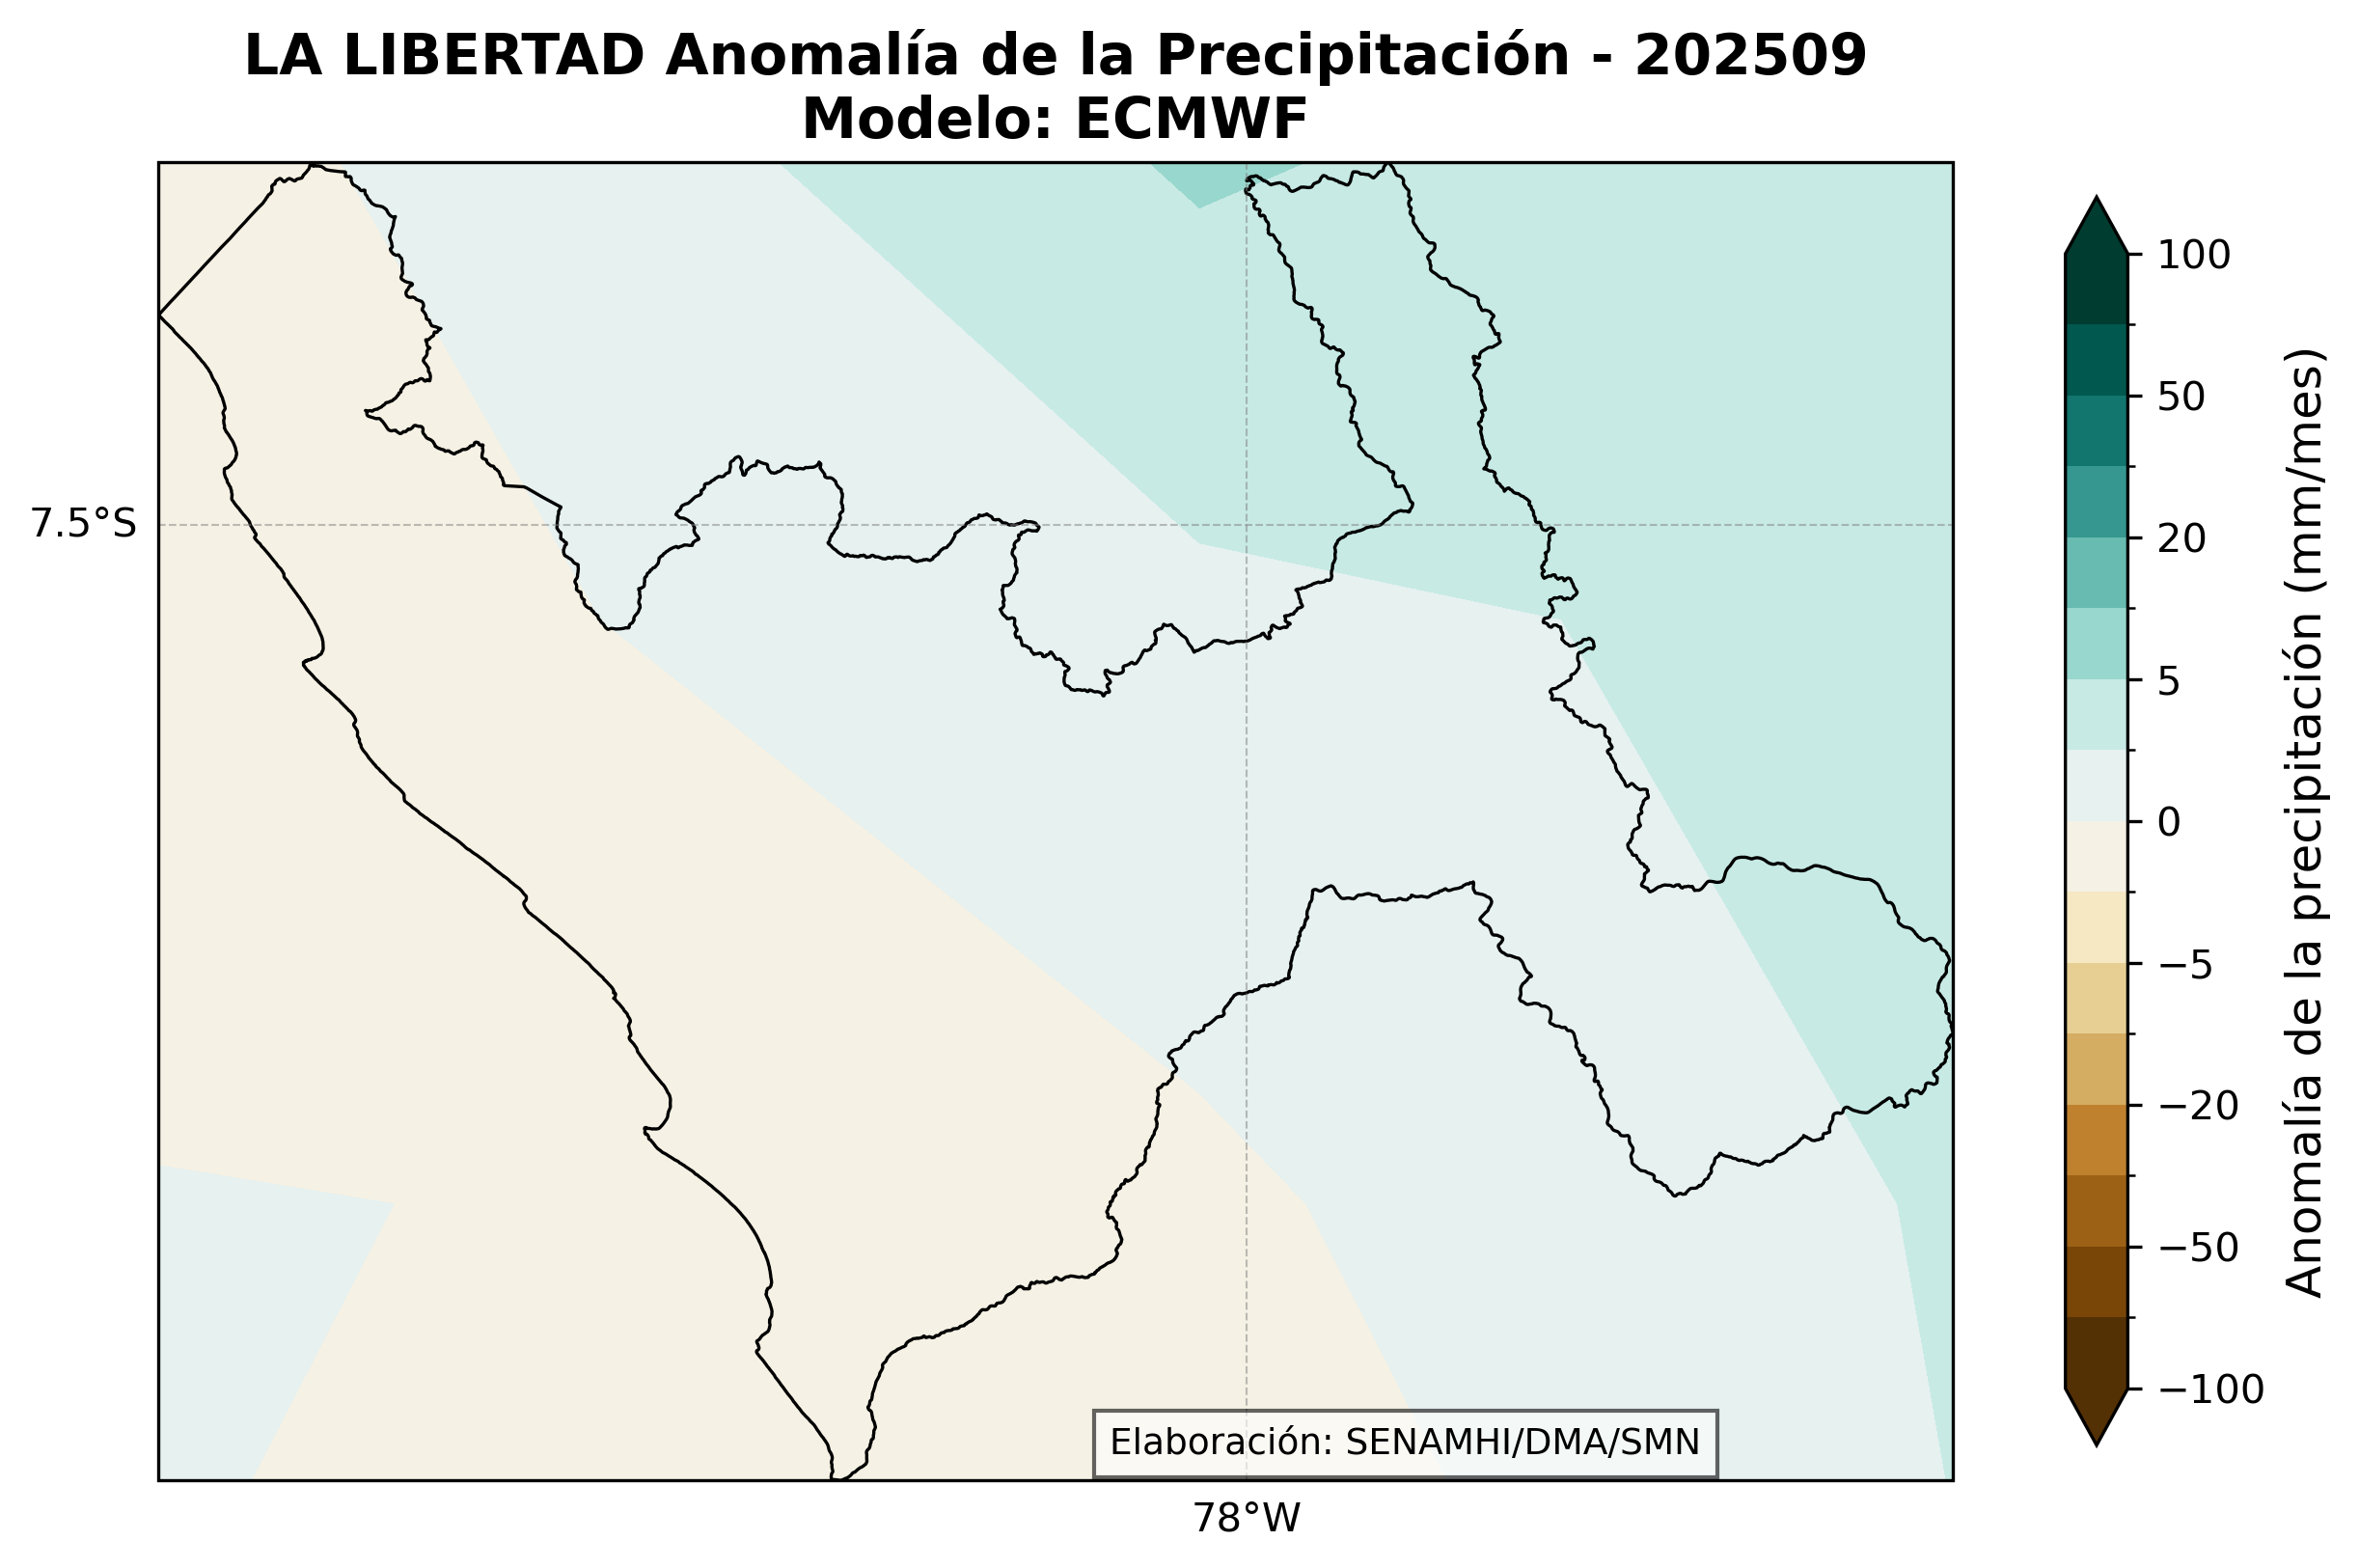 LA LIBERTAD Anomalía de la Precipitación - 202509
Modelo: ECMWF
7.5°S
78°W
Elaboración: SENAMHI/DMA/SMN
100
50
20
5
0
−5
−20
−50
−100
Anomalía de la precipitación (mm/mes)